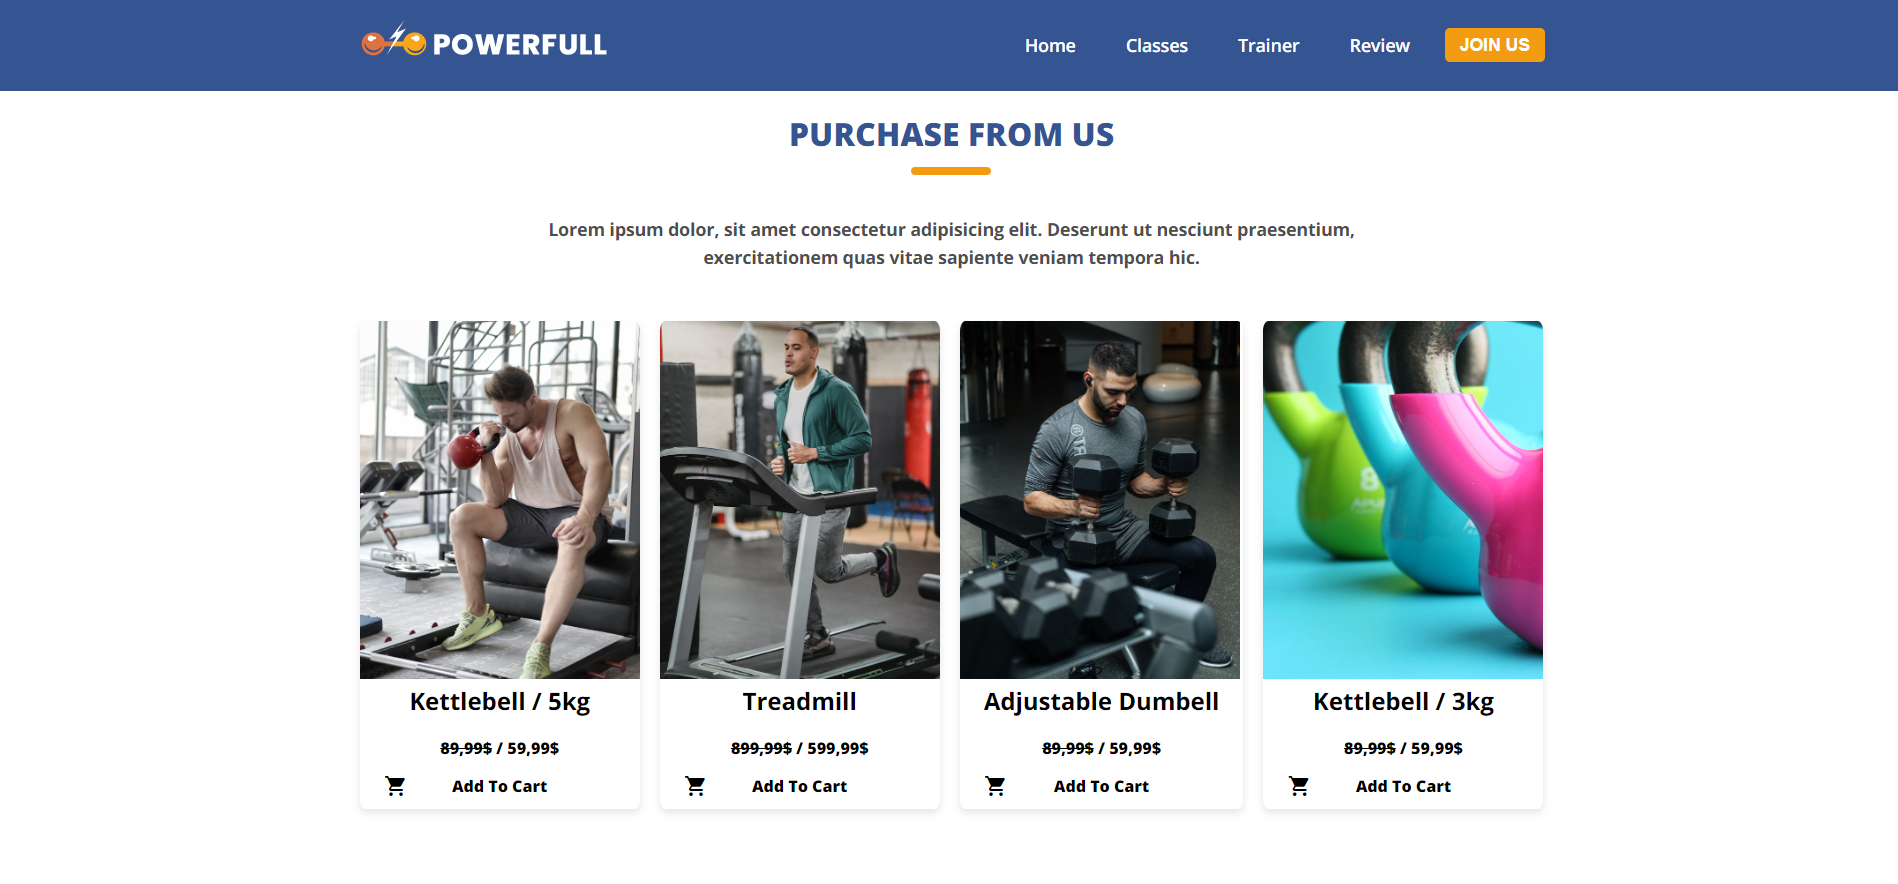 POWERFULL
Home Classes Trainer Review JOIN US
PURCHASE FROM US
Lorem ipsum dolor, sit amet consectetur adipisicing elit. Deserunt ut nesciunt praesentium,
exercitationem quas vitae sapiente veniam tempora hic.
8
Kettlebell / 5kg
89,99$ / 59,99$
Add To Cart
Treadmill
899,99$ / 599,99$
Add To Cart
Adjustable Dumbell
89,99$ / 59,99$
Add To Cart
Kettlebell / 3kg
89,99$ / 59,99$
Add To Cart